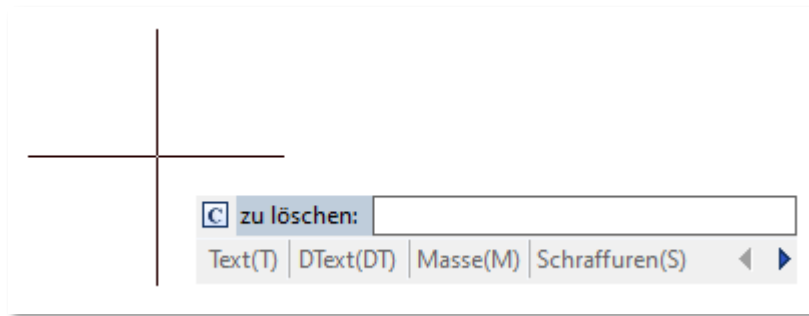 C zu löschen:
Text(T) DText(DT) Masse(M) Schraffuren(S)